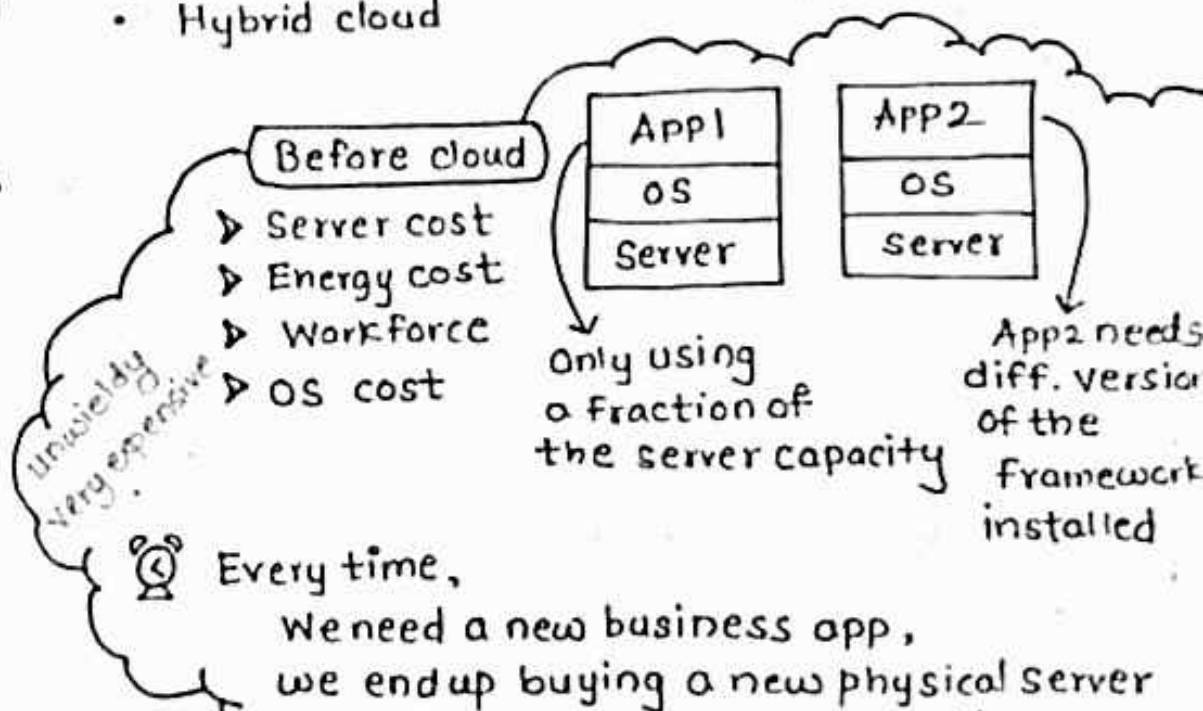 • Hybrid cloud
Before cloud
➤ Server cost
➤ Energy cost
➤ Workforce
➤ OS cost
unwieldy
very expensive
App1
OS
Server
App2
OS
server
Only using
a fraction of
the server capacity
App2 needs
diff. version
of the
framework
installed
Every time,
We need a new business app,
we end up buying a new physical server